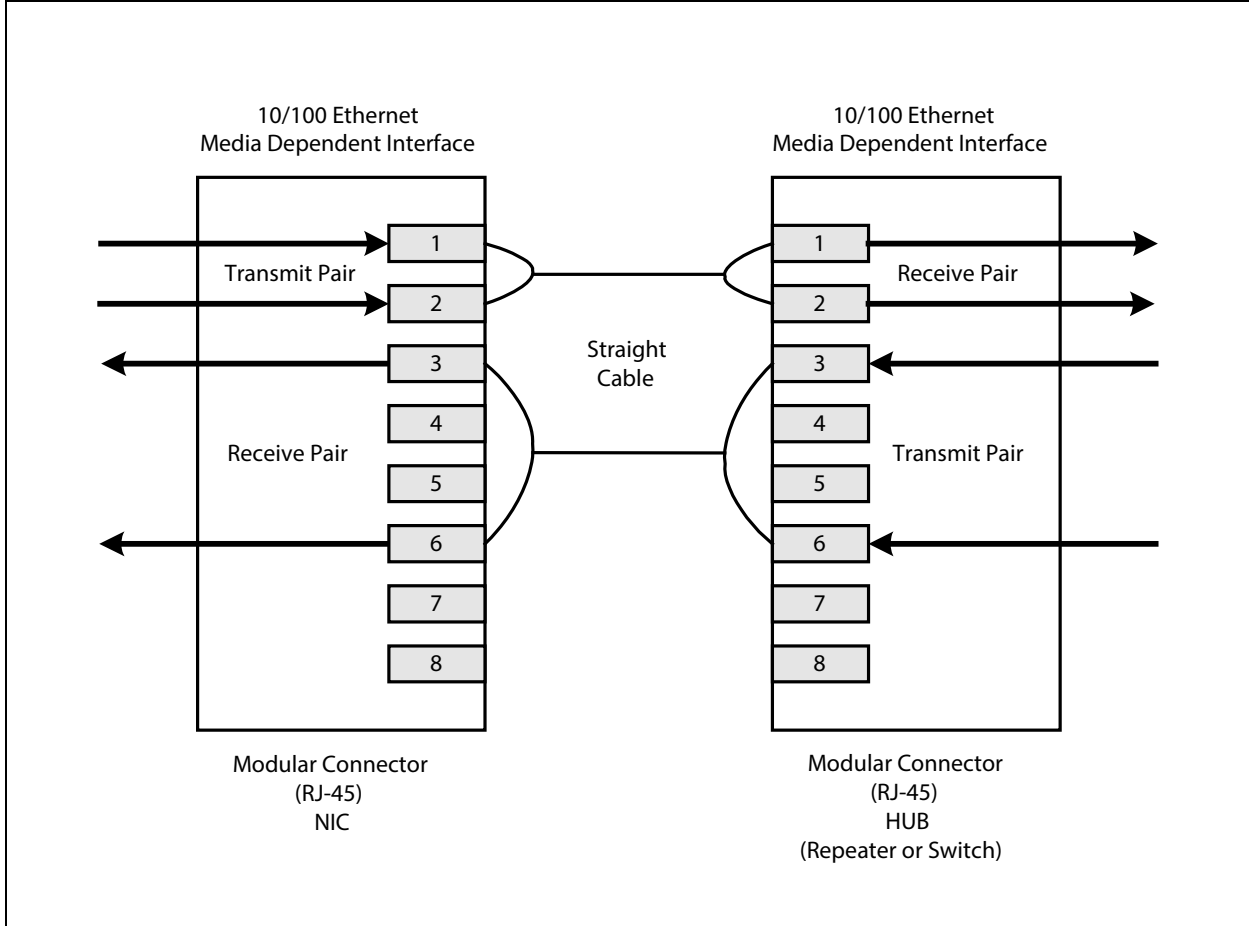 10/100 Ethernet
Media Dependent Interface
10/100 Ethernet
Media Dependent Interface
1
Transmit Pair
2
3
4
Receive Pair
5
6
7
8
Straight
Cable
1
Receive Pair
2
3
4
Transmit Pair
5
6
7
8
Modular Connector
(RJ-45)
NIC
Modular Connector
(RJ-45)
HUB
(Repeater or Switch)